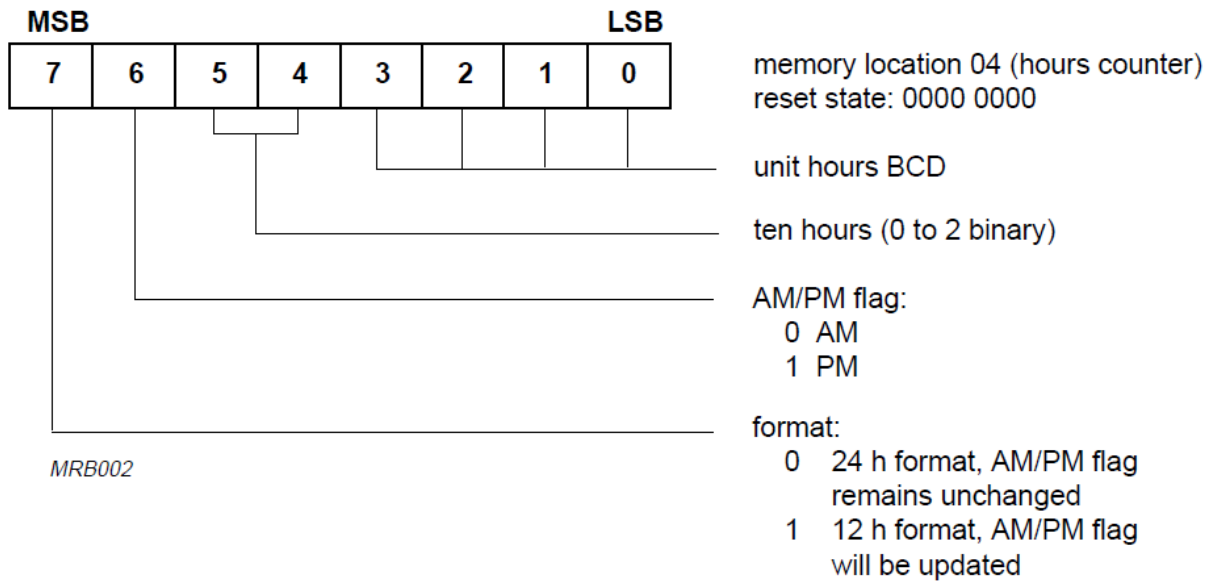 MSB LSB
7 6 5 4 3 2 1 0
memory location 04 (hours counter)
reset state: 0000 0000
unit hours BCD
ten hours (0 to 2 binary)
AM/PM flag:
0 AM
1 PM
format:
0 24 h format, AM/PM flag
remains unchanged
1 12 h format, AM/PM flag
will be updated
MRB002